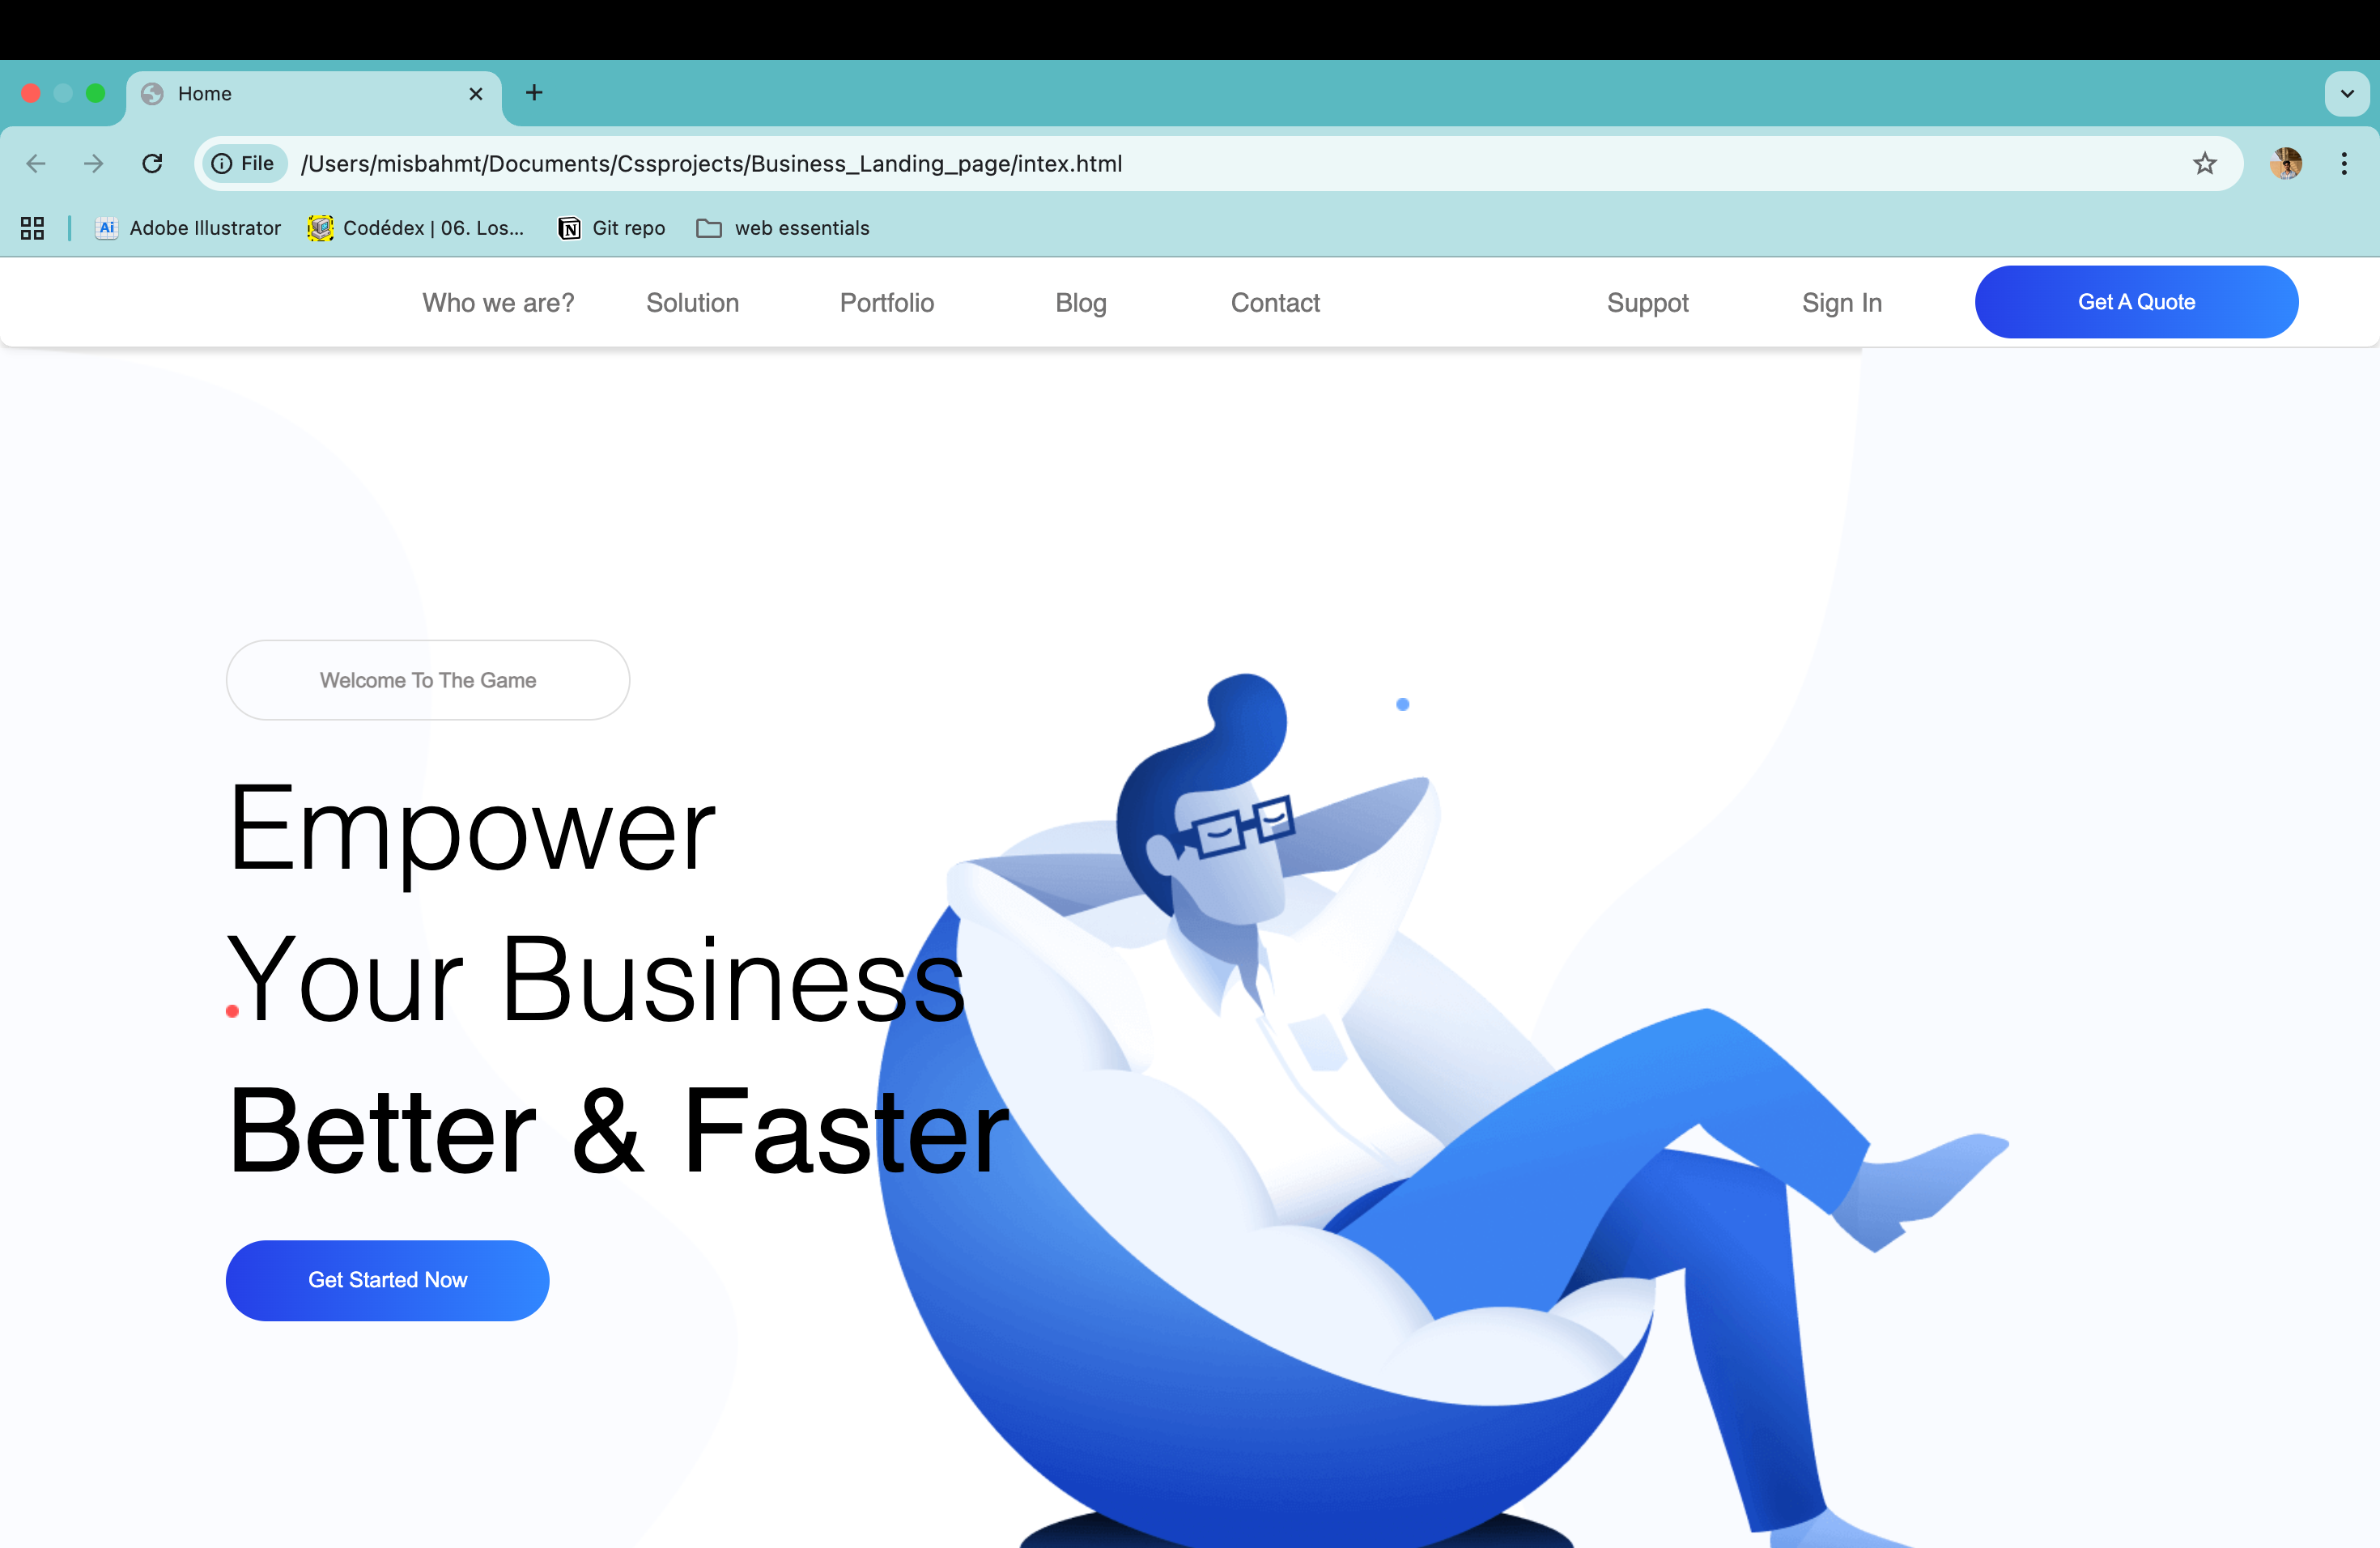 Home
File /Users/misbahmt/Documents/Cssprojects/Business_Landing_page/intex.html
Ai Adobe Illustrator Codédex | 06. Los... N Git repo web essentials
Who we are? Solution Portfolio Blog Contact Suppot Sign In Get A Quote
Welcome To The Game
Empower
Your Business
Better & Faster
Get Started Now